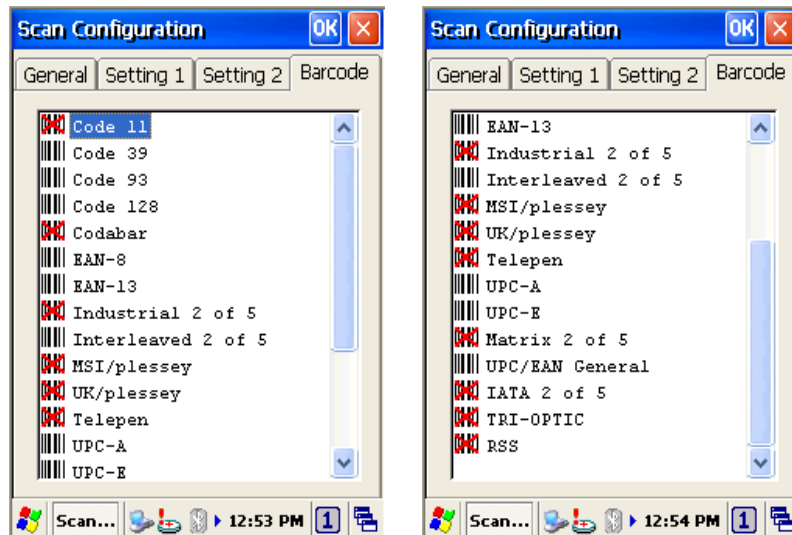 Scan Configuration OK
General Setting 1 Setting 2 Barcode
Code 11
Code 39
Code 93
Code 128
Codabar
EAN-8
EAN-13
Industrial 2 of 5
Interleaved 2 of 5
MSI/plessey
UK/plessey
Telepen
UPC-A
UPC-E
Scan... 12:53 PM 1
Scan Configuration OK
General Setting 1 Setting 2 Barcode
EAN-13
Industrial 2 of 5
Interleaved 2 of 5
MSI/plessey
UK/plessey
Telepen
UPC-A
UPC-E
Matrix 2 of 5
UPC/EAN General
IATA 2 of 5
TRI-OPTIC
RSS
Scan... 12:54 PM 1